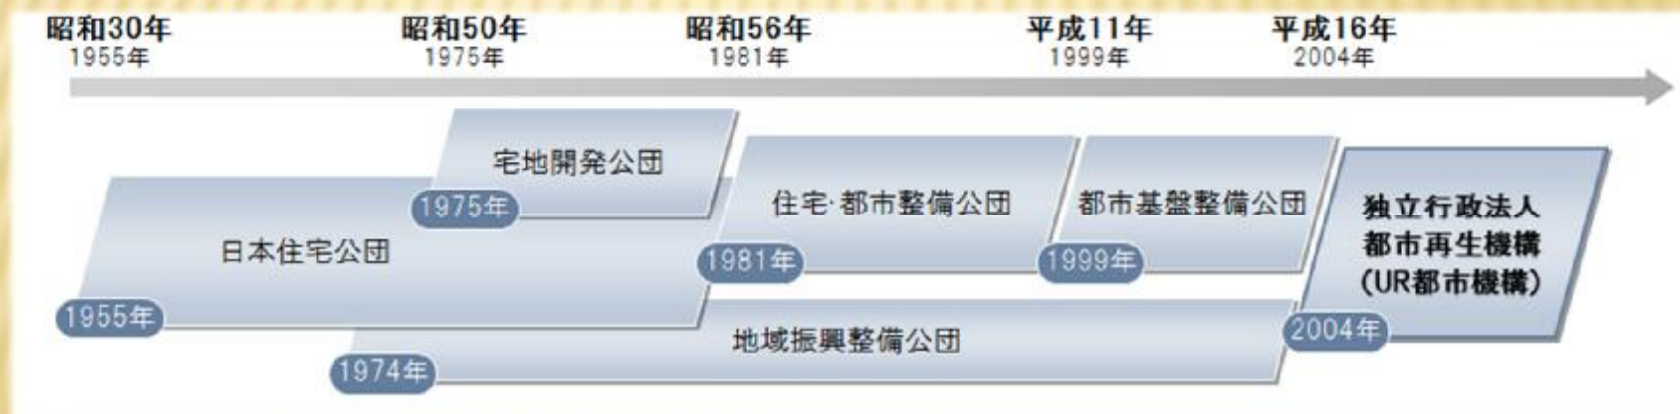 昭和30年
1955年
昭和50年
1975年
昭和56年
1981年
平成11年
1999年
平成16年
2004年
宅地開発公団
1975年
日本住宅公団
1955年
住宅・都市整備公団
1981年
都市基盤整備公団
1999年
独立行政法人
都市再生機構
(UR都市機構)
2004年
地域振興整備公団
1974年